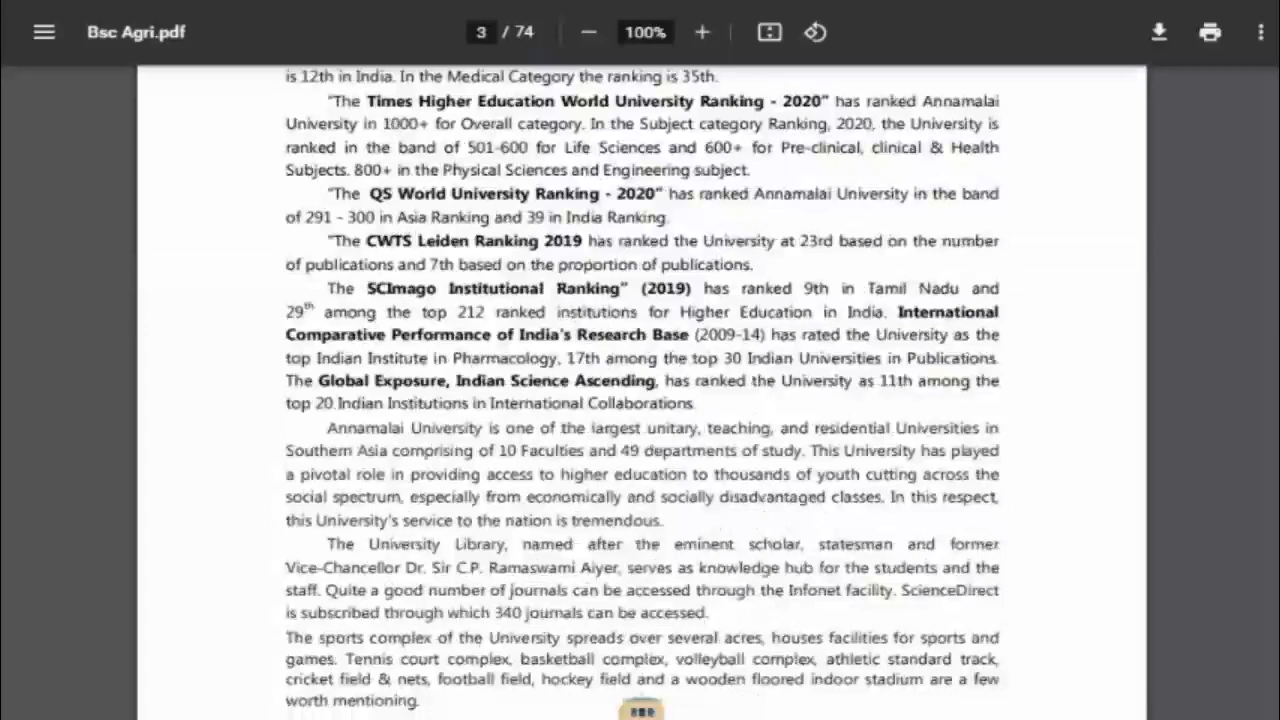 Bsc Agri.pdf
3 / 74
100%
is 12th in India. In the Medical Category the ranking is 35th.
"The Times Higher Education World University Ranking - 2020" has ranked Annamalai
University in 1000+ for Overall category. In the Subject category Ranking, 2020, the University is
ranked in the band of 501-600 for Life Sciences and 600+ for Pre-clinical, clinical & Health
Subjects. 800+ in the Physical Sciences and Engineering subject.
"The QS World University Ranking - 2020" has ranked Annamalai University in the band
of 291 - 300 in Asia Ranking and 39 in India Ranking.
"The CWTS Leiden Ranking 2019 has ranked the University at 23rd based on the number
of publications and 7th based on the proportion of publications.
The SCImago Institutional Ranking" (2019) has ranked 9th in Tamil Nadu and
29th among the top 212 ranked institutions for Higher Education in India. International
Comparative Performance of India's Research Base (2009-14) has rated the University as the
top Indian Institute in Pharmacology, 17th among the top 30 Indian Universities in Publications.
The Global Exposure, Indian Science Ascending, has ranked the University as 11th among the
top 20 Indian Institutions in International Collaborations.
Annamalai University is one of the largest unitary, teaching, and residential Universities in
Southern Asia comprising of 10 Faculties and 49 departments of study. This University has played
a pivotal role in providing access to higher education to thousands of youth cutting across the
social spectrum, especially from economically and socially disadvantaged classes. In this respect,
this University's service to the nation is tremendous.
The University Library, named after the eminent scholar, statesman and former
Vice-Chancellor Dr. Sir C.P. Ramaswami Aiyer, serves as knowledge hub for the students and the
staff. Quite a good number of journals can be accessed through the Infonet facility. ScienceDirect
is subscribed through which 340 journals can be accessed.
The sports complex of the University spreads over several acres, houses facilities for sports and
games. Tennis court complex, basketball complex, volleyball complex, athletic standard track,
cricket field & nets, football field, hockey field and a wooden floored indoor stadium are a few
worth mentioning.